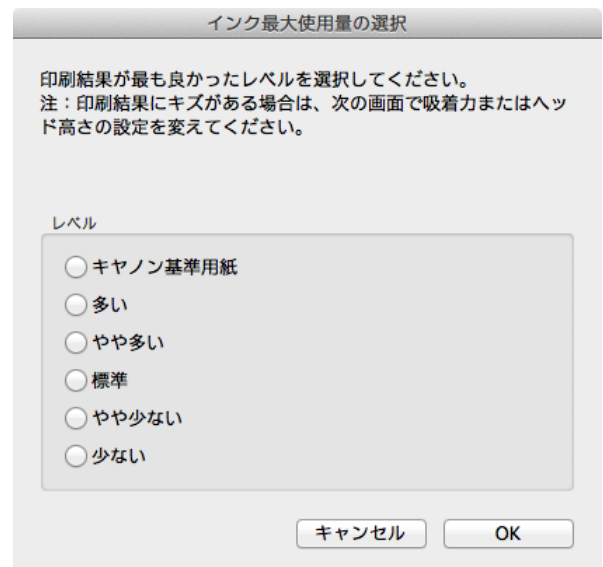 インク最大使用量の選択
印刷結果が最も良かったレベルを選択してください。
注：印刷結果にキズがある場合は、次の画面で吸着力またはヘッ
ド高さの設定を変えてください。
レベル
キヤノン基準用紙
多い
やや多い
標準
やや少ない
少ない
キャンセル
OK